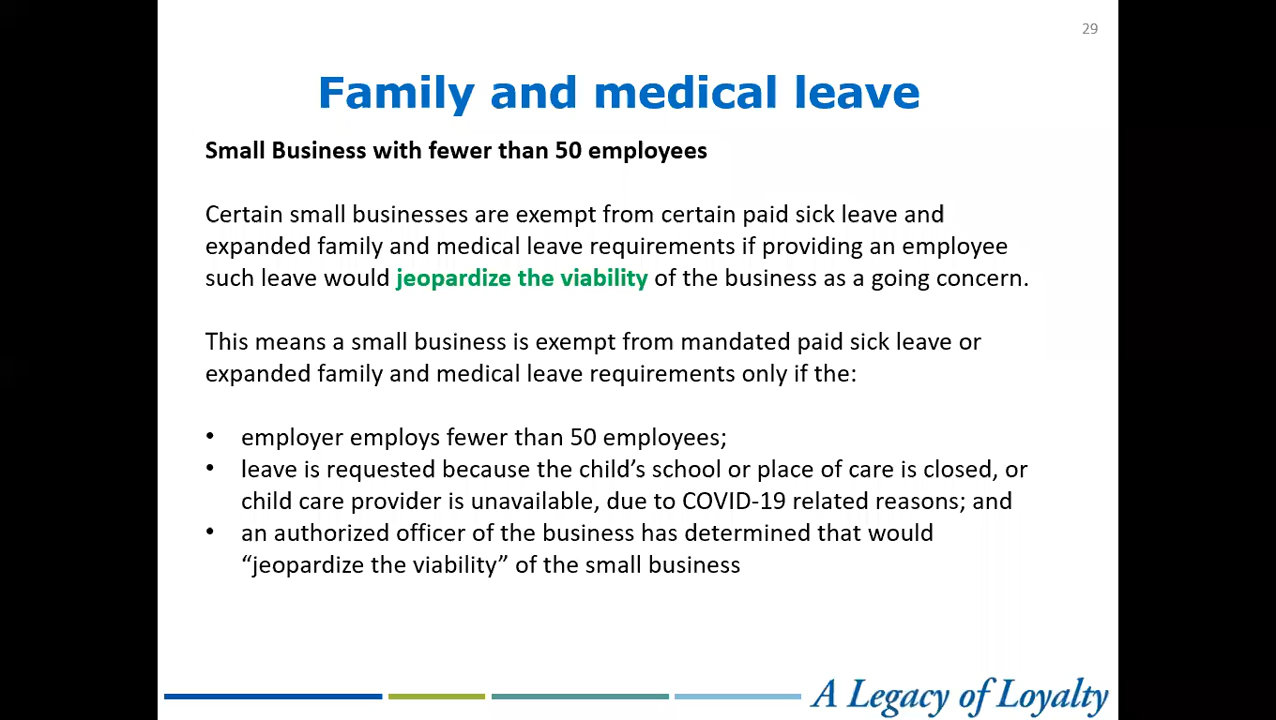 29
Family and medical leave
Small Business with fewer than 50 employees
Certain small businesses are exempt from certain paid sick leave and
expanded family and medical leave requirements if providing an employee
such leave would jeopardize the viability of the business as a going concern.
This means a small business is exempt from mandated paid sick leave or
expanded family and medical leave requirements only if the:
• employer employs fewer than 50 employees;
• leave is requested because the child’s school or place of care is closed, or
child care provider is unavailable, due to COVID-19 related reasons; and
• an authorized officer of the business has determined that would
“jeopardize the viability” of the small business
A Legacy of Loyalty